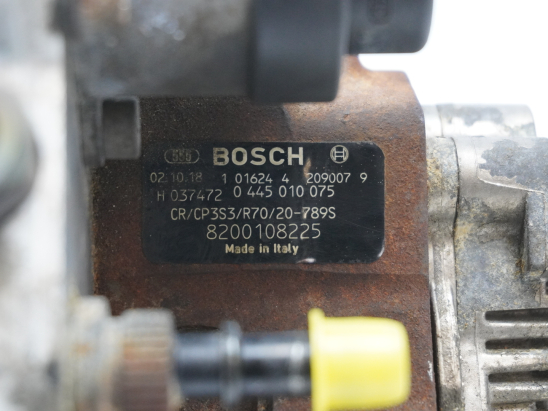 BOSCH
02.10.18 1 01624 4 209007 9
H 037472 0 445 010 075
CR/CP3S3/R70/20-789S
8200108225
Made in Italy